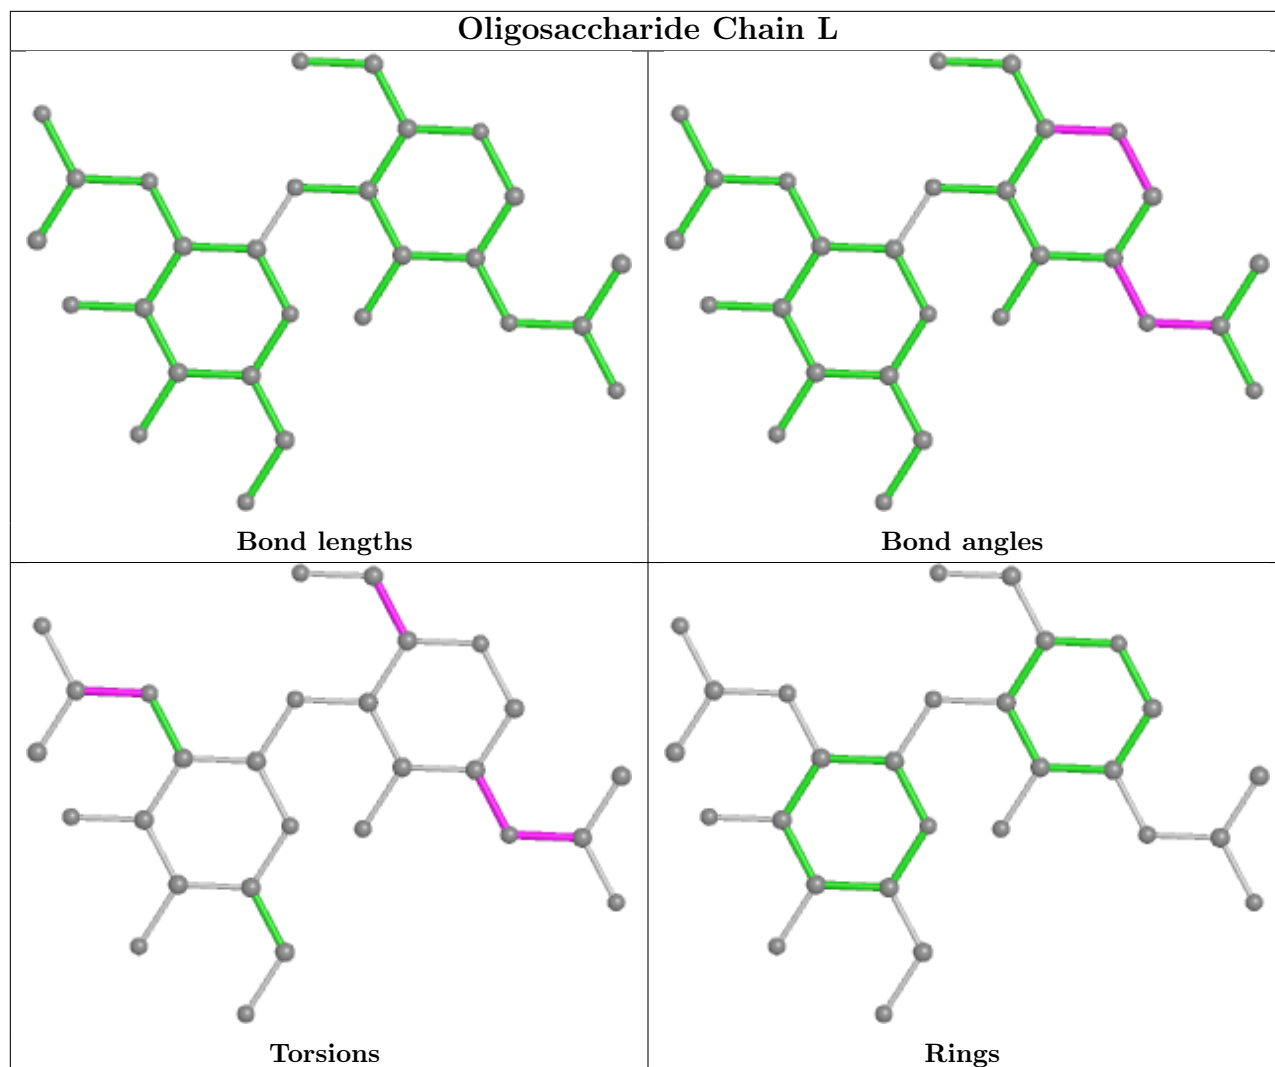 Oligosaccharide Chain L
Bond lengths
Bond angles
Torsions
Rings